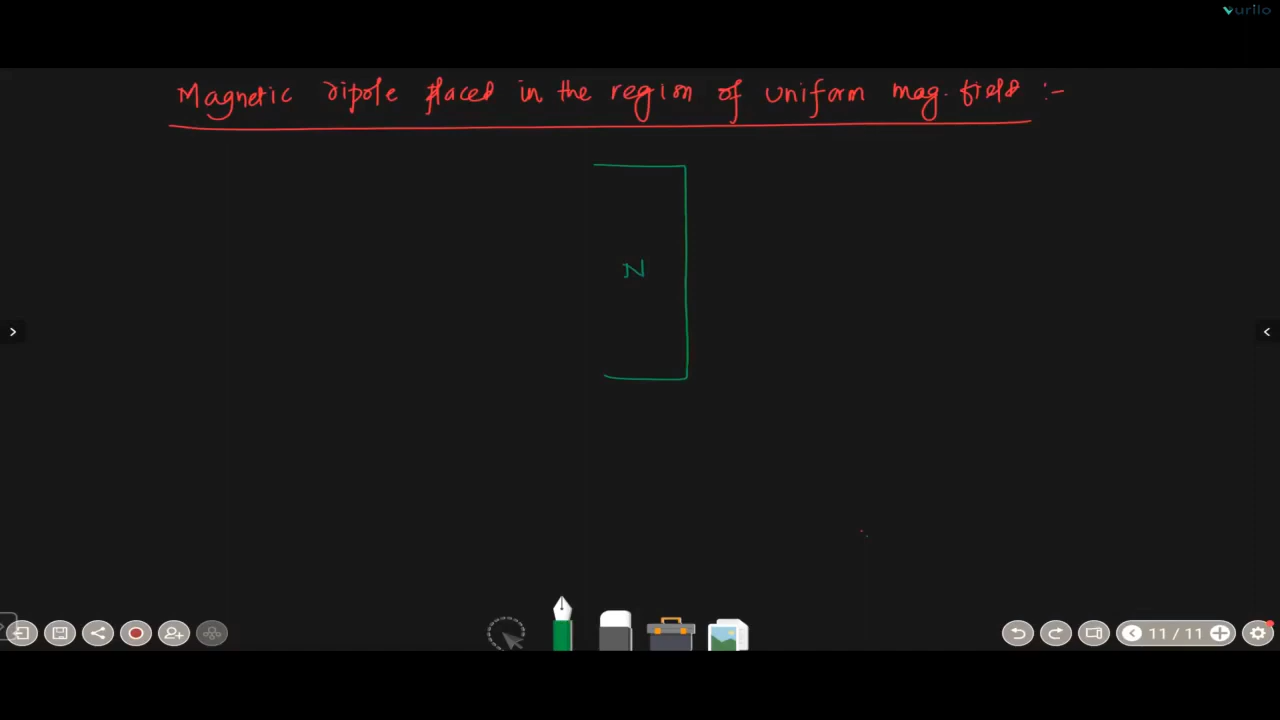 vurilo
Magnetic dipole placed in the region of uniform mag. field :-
N
11 / 11